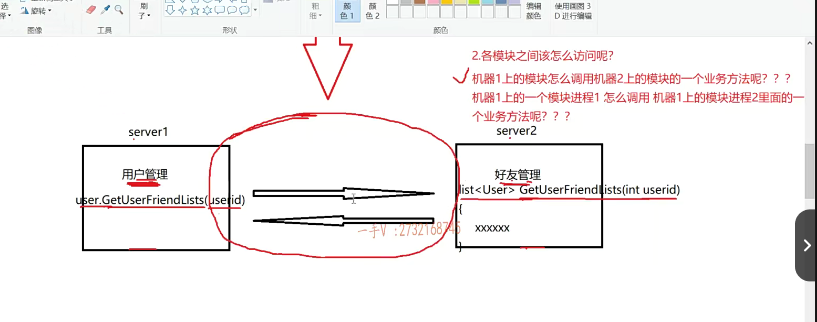 选
择
旋转
图像
工具
刷
了
形状
粗
细
颜
色 1
颜
色 2
颜色
编辑
颜色
使用画图 3
D 进行编辑
2.各模块之间该怎么访问呢?
机器1上的模块怎么调用机器2上的模块的一个业务方法呢？？？
机器1上的一个模块进程1 怎么调用 机器1上的模块进程2里面的一
个业务方法呢？？？
server1
server2
用户管理
user.GetUserFriendLists(userid)
好友管理
list<User> GetUserFriendLists(int userid)
{
xxxxxx
}
一手V :2732168745